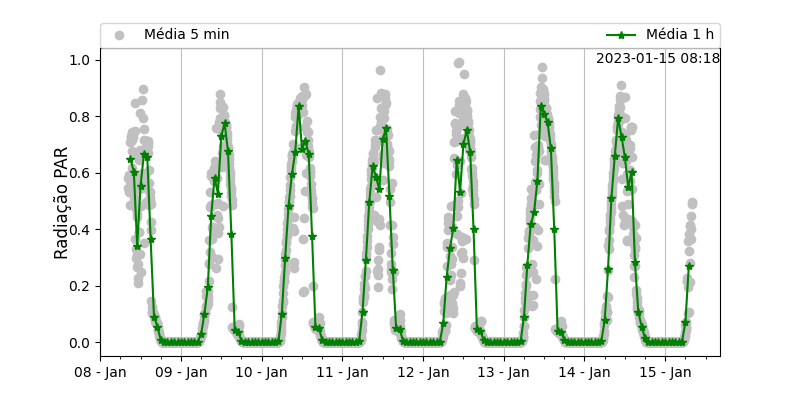 Média 5 min
Média 1 h
2023-01-15 08:18
Radiação PAR
1.0
0.8
0.6
0.4
0.2
0.0
08 - Jan
09 - Jan
10 - Jan
11 - Jan
12 - Jan
13 - Jan
14 - Jan
15 - Jan